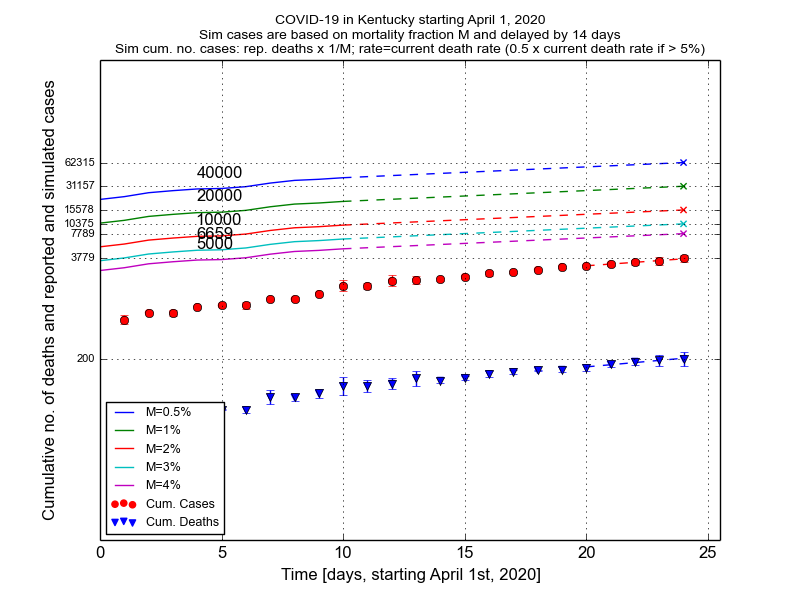 COVID-19 in Kentucky starting April 1, 2020
Sim cases are based on mortality fraction M and delayed by 14 days
Sim cum. no. cases: rep. deaths x 1/M; rate=current death rate (0.5 x current death rate if > 5%)
Cumulative no. of deaths and reported and simulated cases
62315
31157
15578
10375
7789
3779
200
40000
20000
10000
6659
5000
M=0.5%
M=1%
M=2%
M=3%
M=4%
Cum. Cases
Cum. Deaths
0 5 10 15 20 25
Time [days, starting April 1st, 2020]